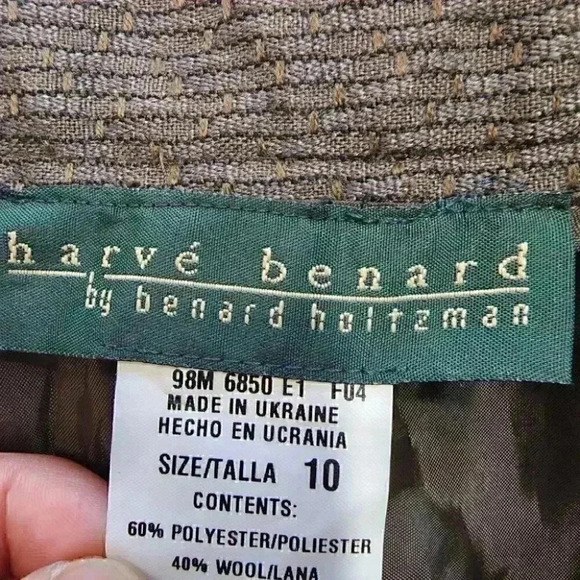 harvé benard
by benard holtzman
98M 6850 E1 F04
MADE IN UKRAINE
HECHO EN UCRANIA
SIZE/TALLA 10
CONTENTS:
60% POLYESTER/POLIESTER
40% WOOL/LANA